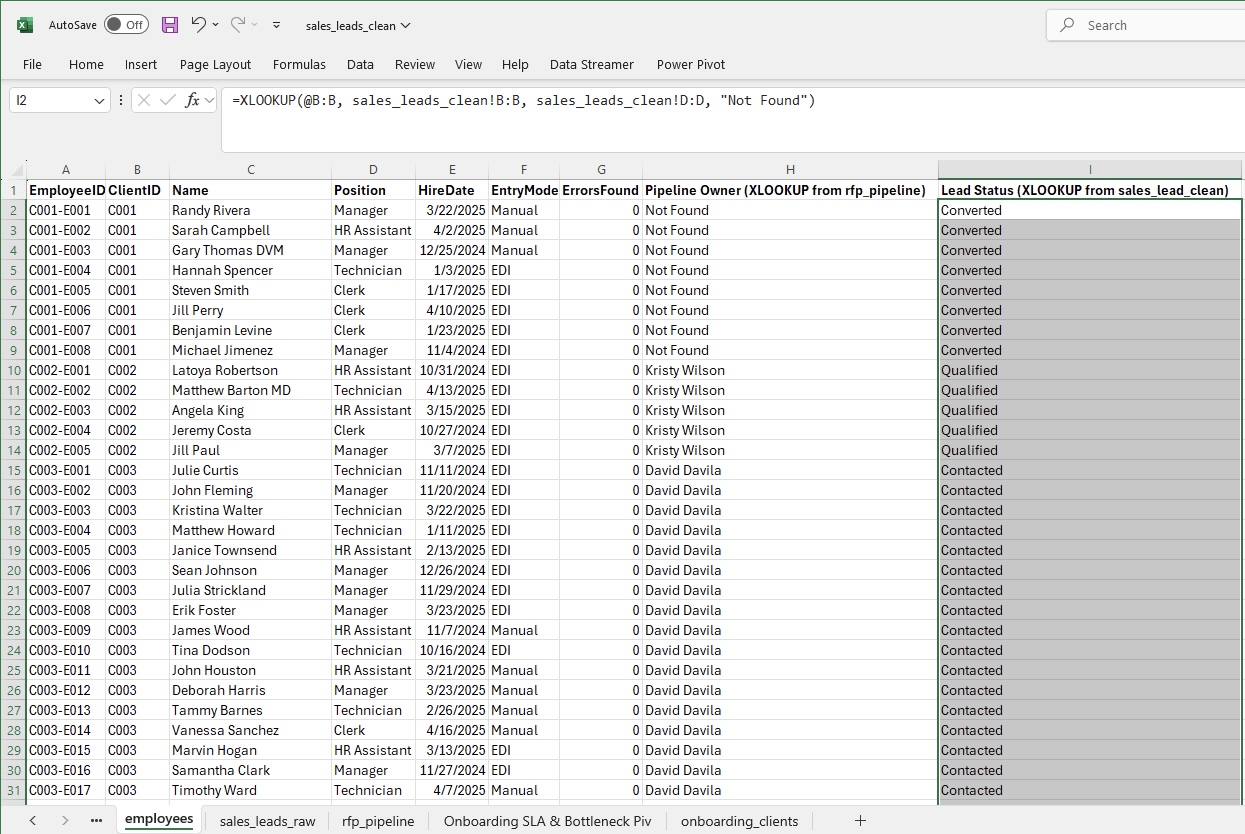 AutoSave Off sales_leads_clean Search
File Home Insert Page Layout Formulas Data Review View Help Data Streamer Power Pivot
I2 fx =XLOOKUP(@B:B, sales_leads_clean!B:B, sales_leads_clean!D:D, "Not Found")
A B C D E F G H I
1 EmployeeID ClientID Name Position HireDate EntryMode ErrorsFound Pipeline Owner (XLOOKUP from rfp_pipeline) Lead Status (XLOOKUP from sales_lead_clean)
2 C001-E001 C001 Randy Rivera Manager 3/22/2025 Manual 0 Not Found Converted
3 C001-E002 C001 Sarah Campbell HR Assistant 4/2/2025 Manual 0 Not Found Converted
4 C001-E003 C001 Gary Thomas DVM Manager 12/25/2024 Manual 0 Not Found Converted
5 C001-E004 C001 Hannah Spencer Technician 1/3/2025 EDI 0 Not Found Converted
6 C001-E005 C001 Steven Smith Clerk 1/17/2025 EDI 0 Not Found Converted
7 C001-E006 C001 Jill Perry Clerk 4/10/2025 EDI 0 Not Found Converted
8 C001-E007 C001 Benjamin Levine Clerk 1/23/2025 EDI 0 Not Found Converted
9 C001-E008 C001 Michael Jimenez Manager 11/4/2024 EDI 0 Not Found Converted
10 C002-E001 C002 Latoya Robertson HR Assistant 10/31/2024 EDI 0 Kristy Wilson Qualified
11 C002-E002 C002 Matthew Barton MD Technician 4/13/2025 EDI 0 Kristy Wilson Qualified
12 C002-E003 C002 Angela King HR Assistant 3/15/2025 EDI 0 Kristy Wilson Qualified
13 C002-E004 C002 Jeremy Costa Clerk 10/27/2024 EDI 0 Kristy Wilson Qualified
14 C002-E005 C002 Jill Paul Manager 3/7/2025 EDI 0 Kristy Wilson Qualified
15 C003-E001 C003 Julie Curtis Technician 11/11/2024 EDI 0 David Davila Contacted
16 C003-E002 C003 John Fleming Manager 11/20/2024 EDI 0 David Davila Contacted
17 C003-E003 C003 Kristina Walter Technician 3/22/2025 EDI 0 David Davila Contacted
18 C003-E004 C003 Matthew Howard Technician 1/11/2025 EDI 0 David Davila Contacted
19 C003-E005 C003 Janice Townsend HR Assistant 2/13/2025 EDI 0 David Davila Contacted
20 C003-E006 C003 Sean Johnson Manager 12/26/2024 EDI 0 David Davila Contacted
21 C003-E007 C003 Julia Strickland Manager 11/29/2024 EDI 0 David Davila Contacted
22 C003-E008 C003 Erik Foster Manager 3/23/2025 EDI 0 David Davila Contacted
23 C003-E009 C003 James Wood HR Assistant 11/7/2024 Manual 0 David Davila Contacted
24 C003-E010 C003 Tina Dodson Technician 10/16/2024 EDI 0 David Davila Contacted
25 C003-E011 C003 John Houston HR Assistant 3/21/2025 Manual 0 David Davila Contacted
26 C003-E012 C003 Deborah Harris Manager 3/23/2025 Manual 0 David Davila Contacted
27 C003-E013 C003 Tammy Barnes Technician 2/26/2025 Manual 0 David Davila Contacted
28 C003-E014 C003 Vanessa Sanchez Clerk 4/16/2025 Manual 0 David Davila Contacted
29 C003-E015 C003 Marvin Hogan HR Assistant 3/13/2025 EDI 0 David Davila Contacted
30 C003-E016 C003 Samantha Clark Manager 11/27/2024 EDI 0 David Davila Contacted
31 C003-E017 C003 Timothy Ward Technician 4/7/2025 Manual 0 David Davila Contacted
employees sales_leads_raw rfp_pipeline Onboarding SLA & Bottleneck Piv onboarding_clients